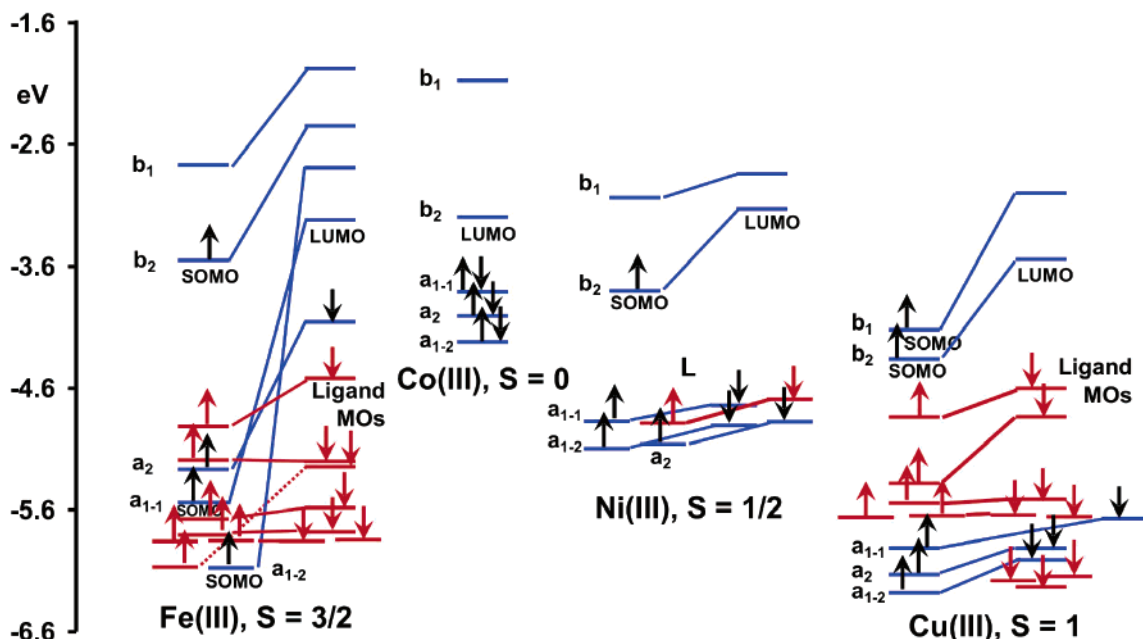 -1.6
eV
-2.6
-3.6
-4.6
-5.6
-6.6
b1
b2
SOMO
LUMO
Ligand
MOs
a2
a1-1
SOMO
SOMO
a1-2
Fe(III), S = 3/2
b1
b2
LUMO
a1-1
a2
a1-2
Co(III), S = 0
b1
LUMO
b2
SOMO
L
a1-1
a1-2
a2
Ni(III), S = 1/2
LUMO
b1
SOMO
b2
SOMO
Ligand
MOs
a1-1
a2
a1-2
Cu(III), S = 1